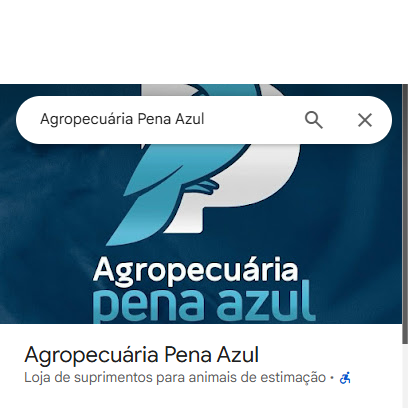 Agropecuária Pena Azul
Agropecuária
pena azul
Agropecuária Pena Azul
Loja de suprimentos para animais de estimação ·